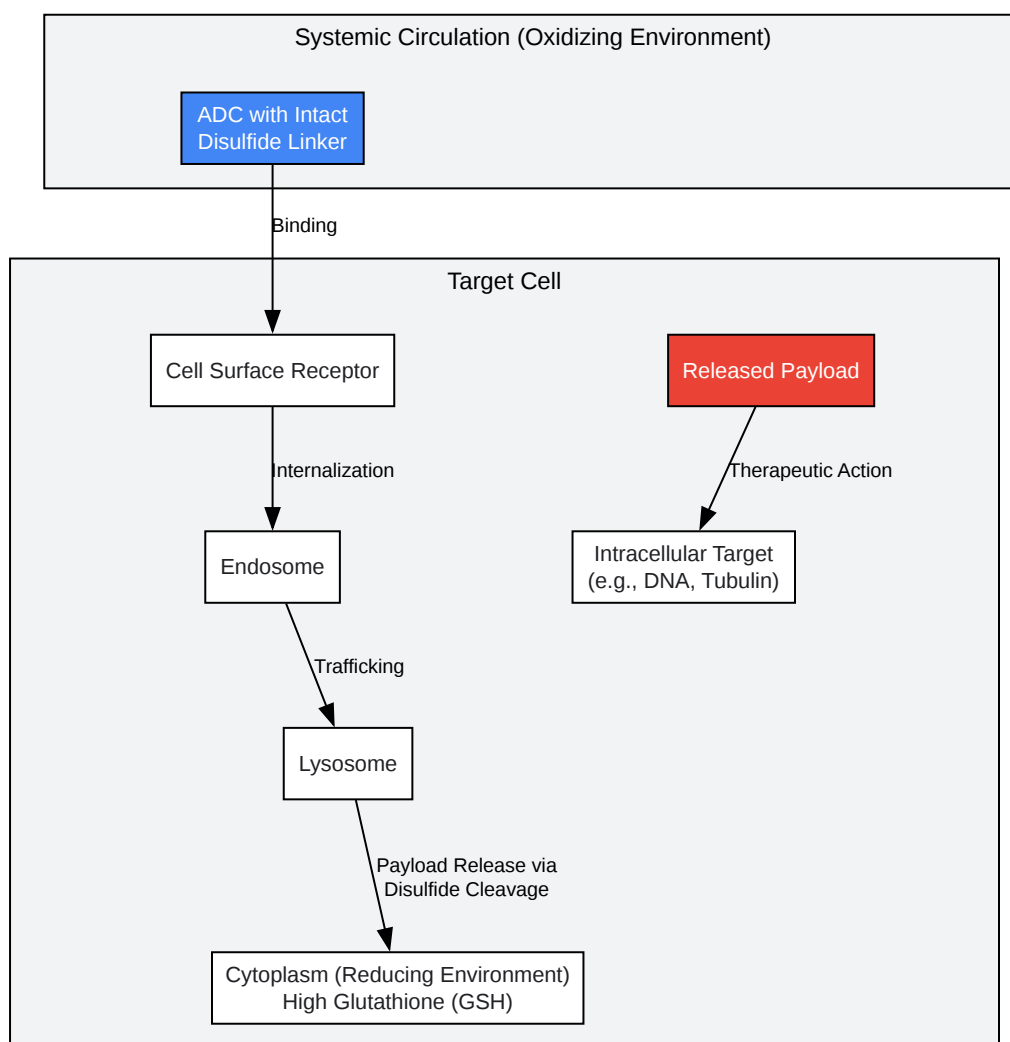 Systemic Circulation (Oxidizing Environment)
ADC with Intact
Disulfide Linker
Binding
Target Cell
Cell Surface Receptor
Released Payload
Internalization
Therapeutic Action
Endosome
Intracellular Target
(e.g., DNA, Tubulin)
Trafficking
Lysosome
Payload Release via
Disulfide Cleavage
Cytoplasm (Reducing Environment)
High Glutathione (GSH)